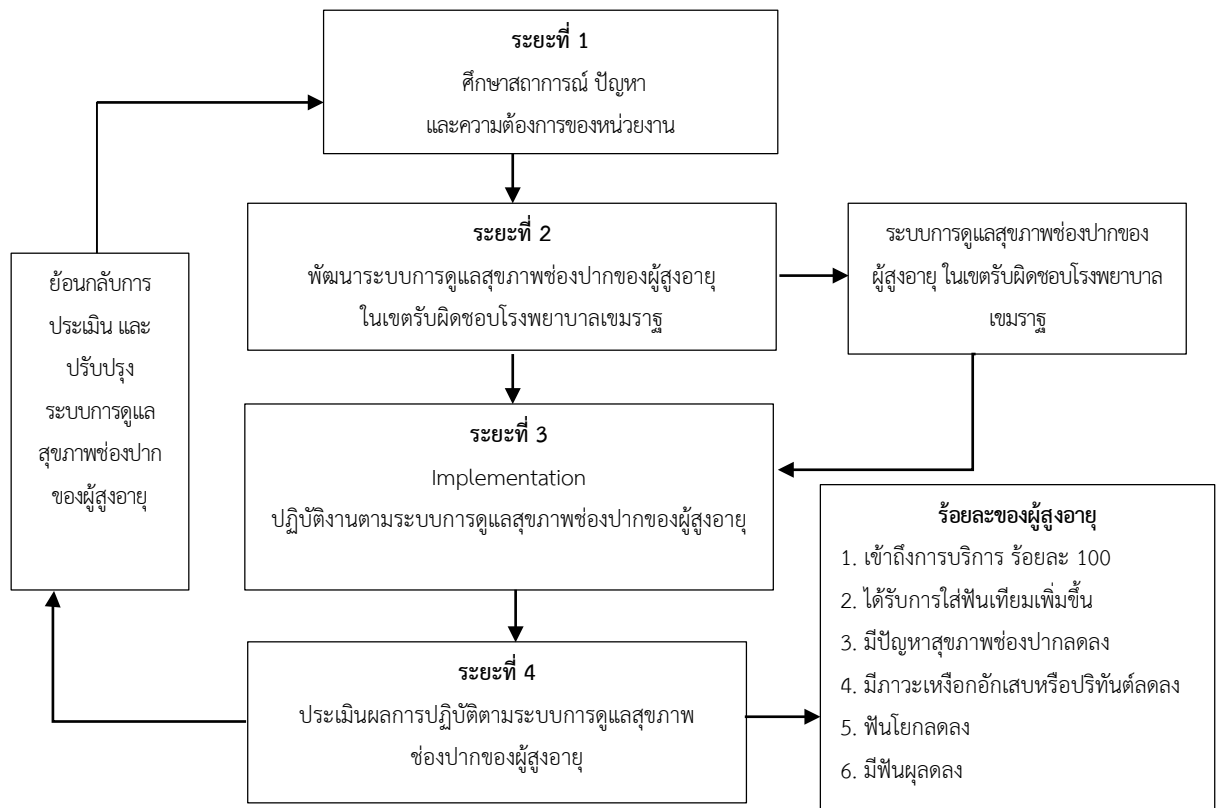 ระยะที่ 1
ศึกษาสถาการณ์ ปัญหา
และความต้องการของหน่วยงาน
ระยะที่ 2
พัฒนาระบบการดูแลสุขภาพช่องปากของผู้สูงอายุ
ในเขตรับผิดชอบโรงพยาบาลเขมราฐ
ระบบการดูแลสุขภาพช่องปากของ
ผู้สูงอายุ ในเขตรับผิดชอบโรงพยาบาล
เขมราฐ
ย้อนกลับการ
ประเมิน และ
ปรับปรุง
ระบบการดูแล
สุขภาพช่องปาก
ของผู้สูงอายุ
ระยะที่ 3
Implementation
ปฏิบัติงานตามระบบการดูแลสุขภาพช่องปากของผู้สูงอายุ
ระยะที่ 4
ประเมินผลการปฏิบัติตามระบบการดูแลสุขภาพ
ช่องปากของผู้สูงอายุ
ร้อยละของผู้สูงอายุ
1. เข้าถึงการบริการ ร้อยละ 100
2. ได้รับการใส่ฟันเทียมเพิ่มขึ้น
3. มีปัญหาสุขภาพช่องปากลดลง
4. มีภาวะเหงือกอักเสบหรือปริทันต์ลดลง
5. ฟันโยกลดลง
6. มีฟันผุลดลง